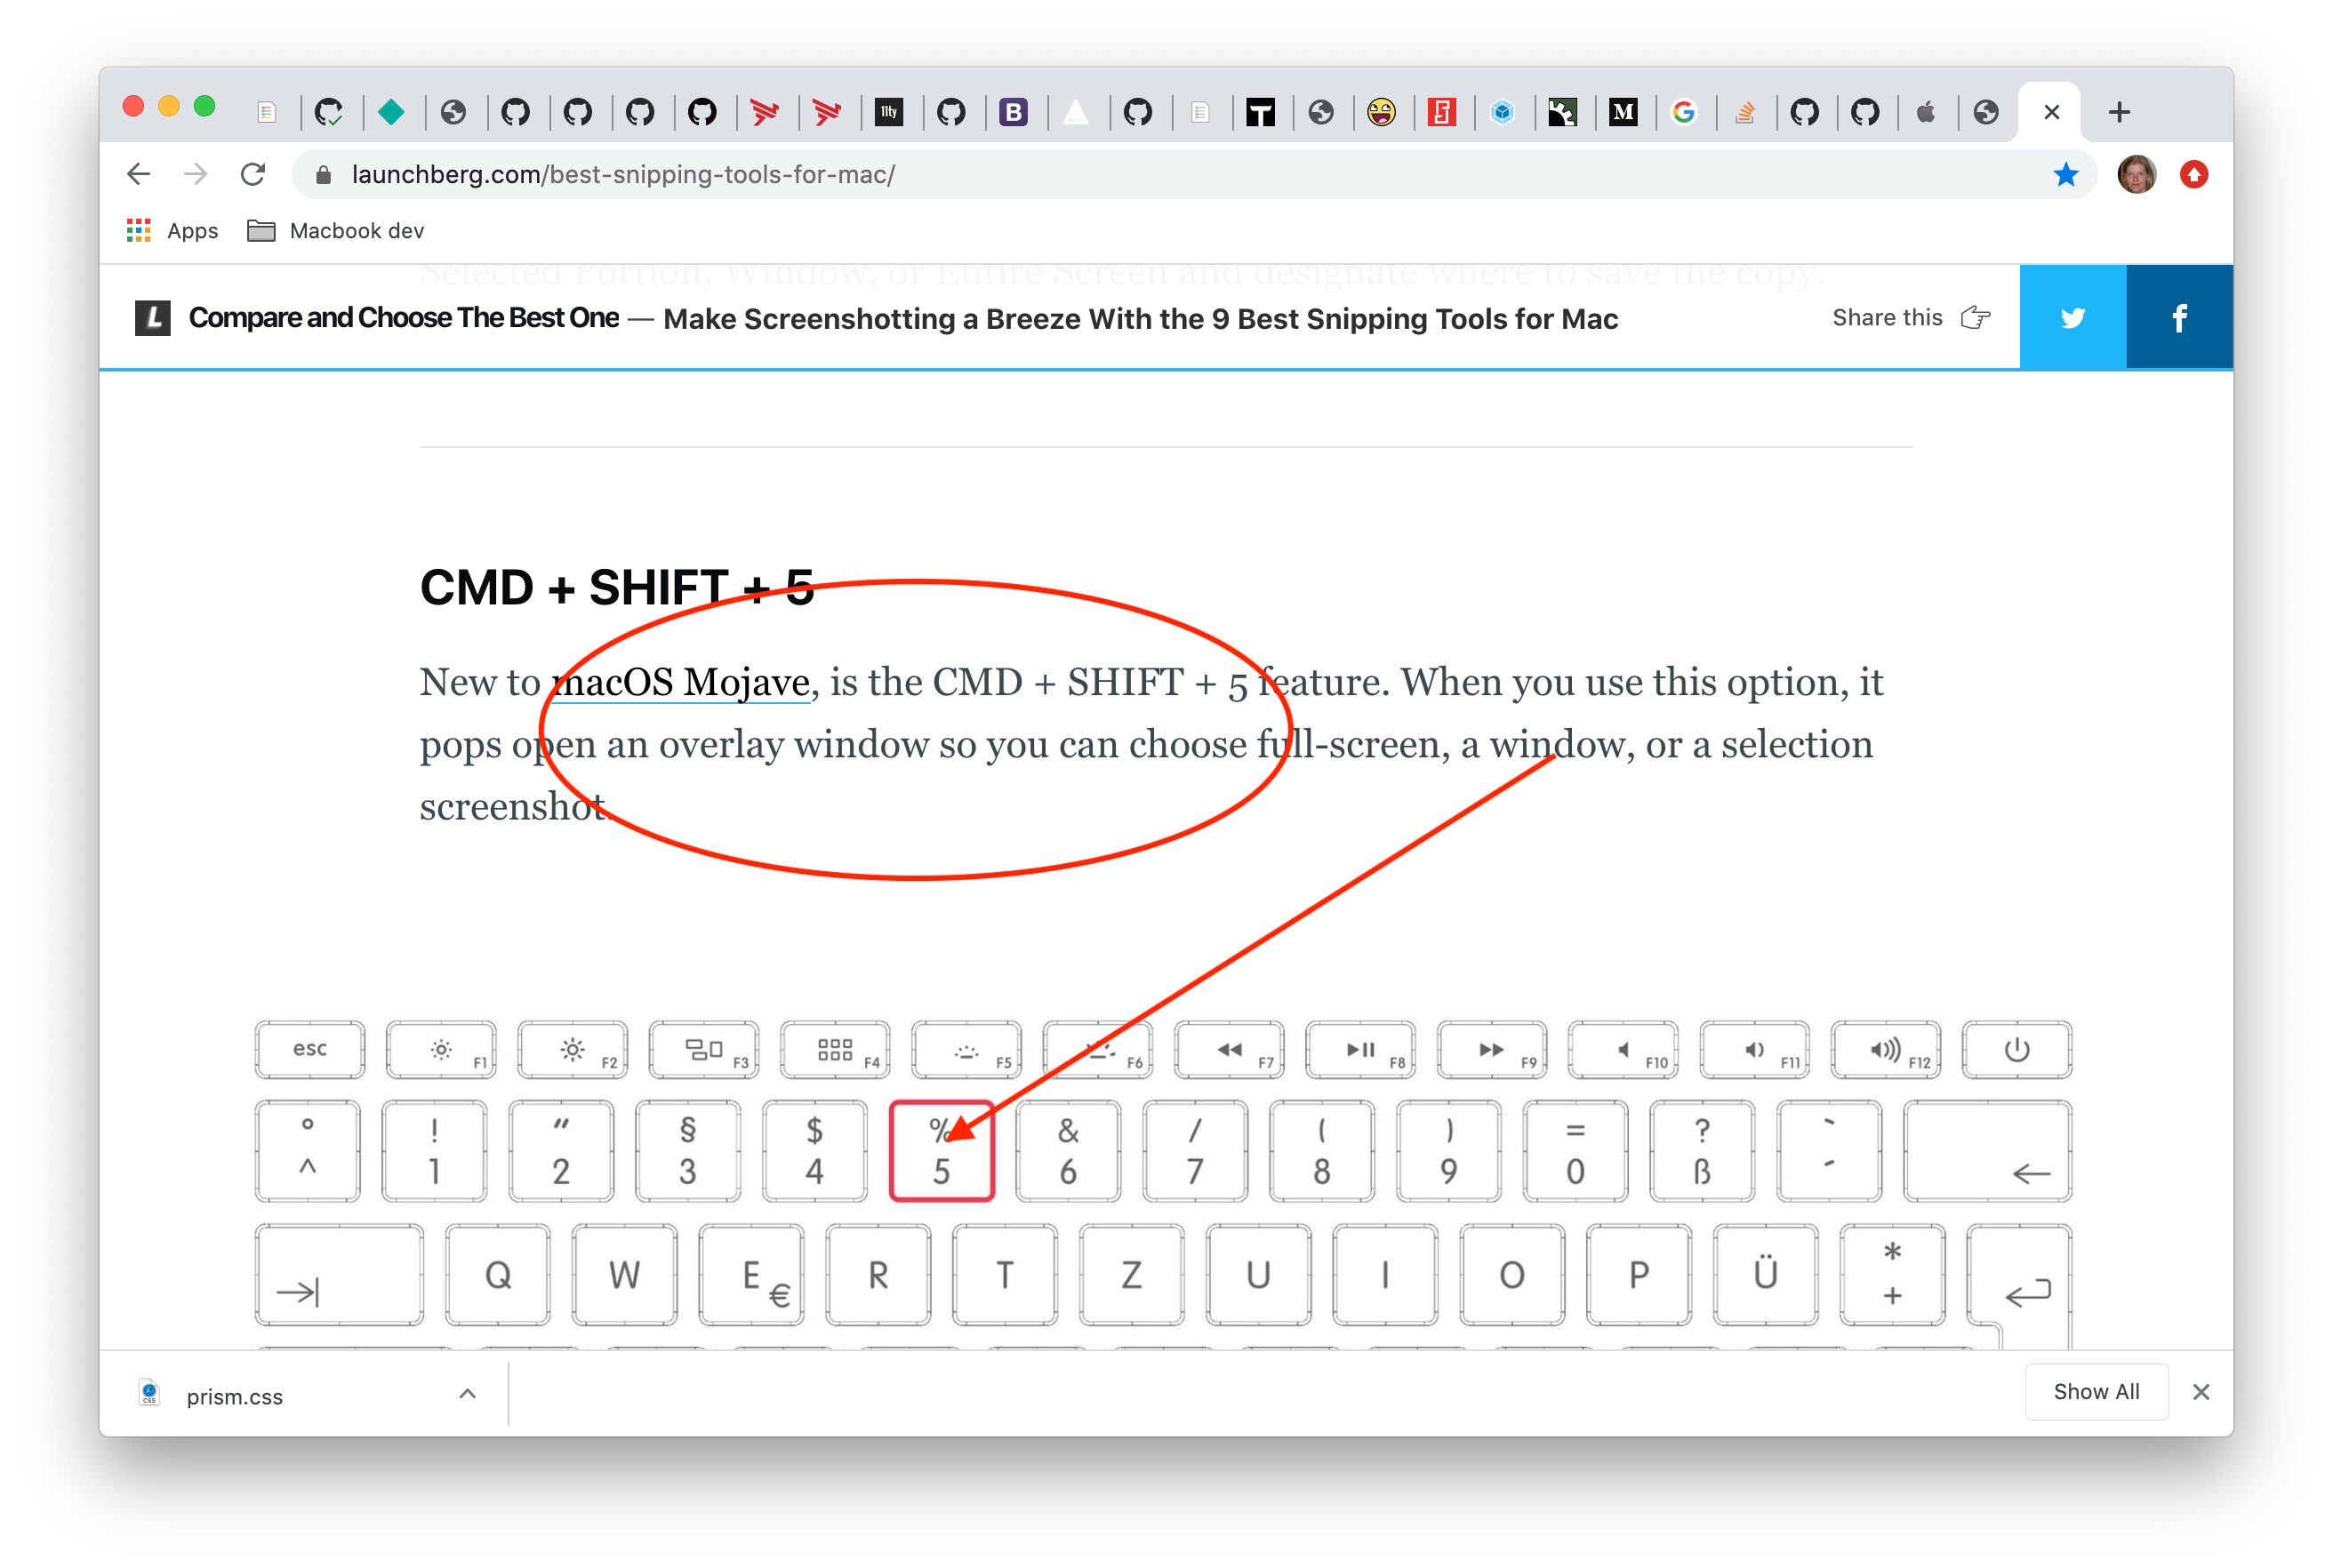 11ty
B
T
M
G
launchberg.com/best-snipping-tools-for-mac/
Apps
Macbook dev
Selected Portion, Window, or Entire Screen and designate where to save the copy.
L Compare and Choose The Best One — Make Screenshotting a Breeze With the 9 Best Snipping Tools for Mac
Share this
f
CMD + SHIFT + 5
New to macOS Mojave, is the CMD + SHIFT + 5 feature. When you use this option, it
pops open an overlay window so you can choose full-screen, a window, or a selection
screenshot.
esc F1 F2 F3 F4 F5 F6 F7 F8 F9 F10 F11 F12
° ! " § $ % & / ( ) = ? `
^ 1 2 3 4 5 6 7 8 9 0 ß ´
Q W E € R T Z U I O P Ü * +
CSS
prism.css
Show All